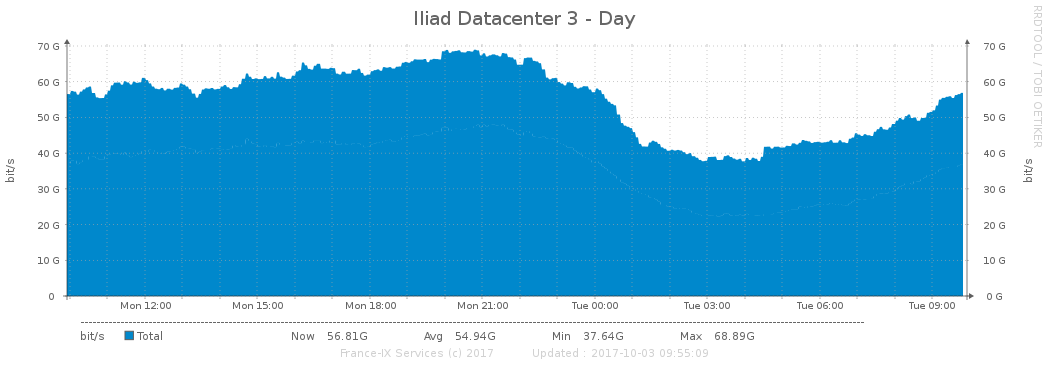 Iliad Datacenter 3 - Day
RRDTOOL / TOBI OETIKER
bit/s
bit/s
70 G 70 G
60 G 60 G
50 G 50 G
40 G 40 G
30 G 30 G
20 G 20 G
10 G 10 G
0 0 G
Mon 12:00 Mon 15:00 Mon 18:00 Mon 21:00 Tue 00:00 Tue 03:00 Tue 06:00 Tue 09:00
bit/s Total Now 56.81G Avg 54.94G Min 37.64G Max 68.89G
France-IX Services (c) 2017 Updated : 2017-10-03 09:55:09